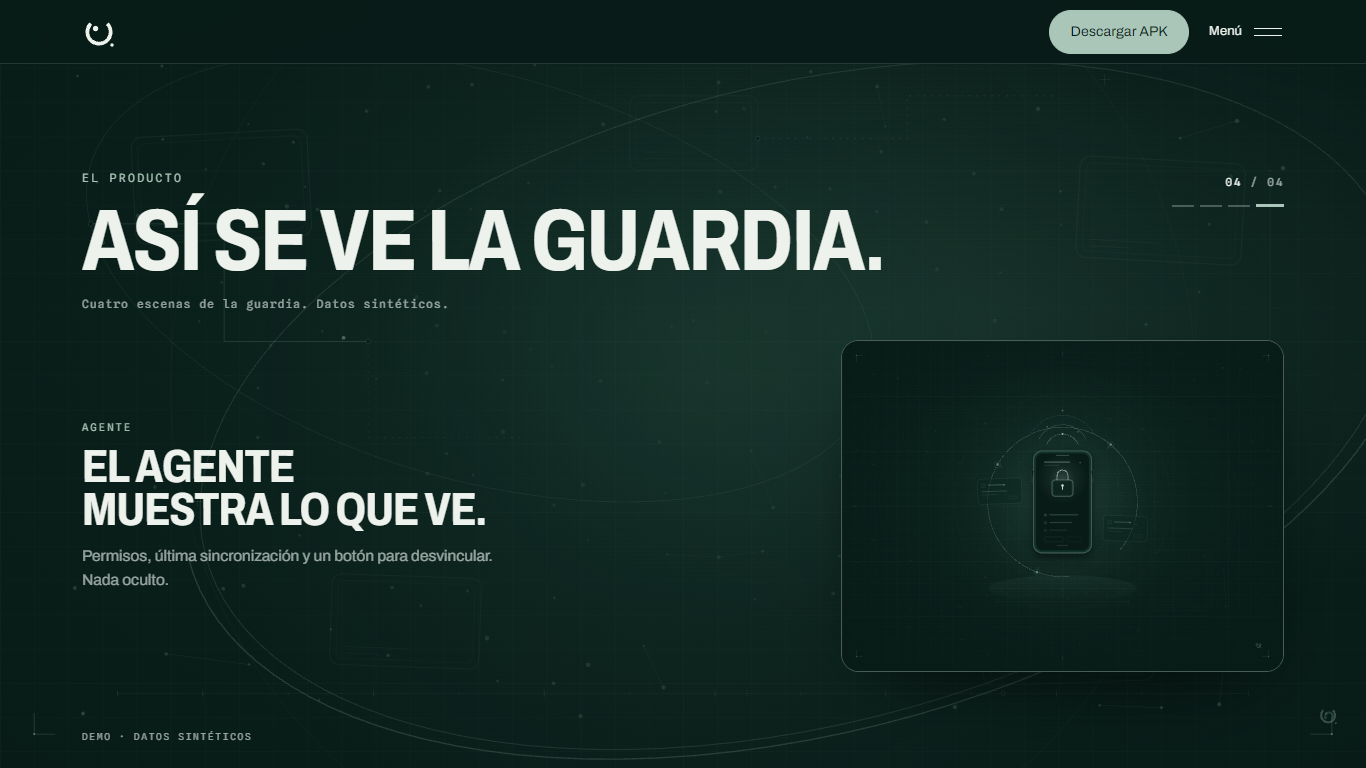 Descargar APK
Menú
EL PRODUCTO
04 / 04
ASÍ SE VE LA GUARDIA.
Cuatro escenas de la guardia. Datos sintéticos.
AGENTE
EL AGENTE
MUESTRA LO QUE VE.
Permisos, última sincronización y un botón para desvincular.
Nada oculto.
DEMO · DATOS SINTÉTICOS